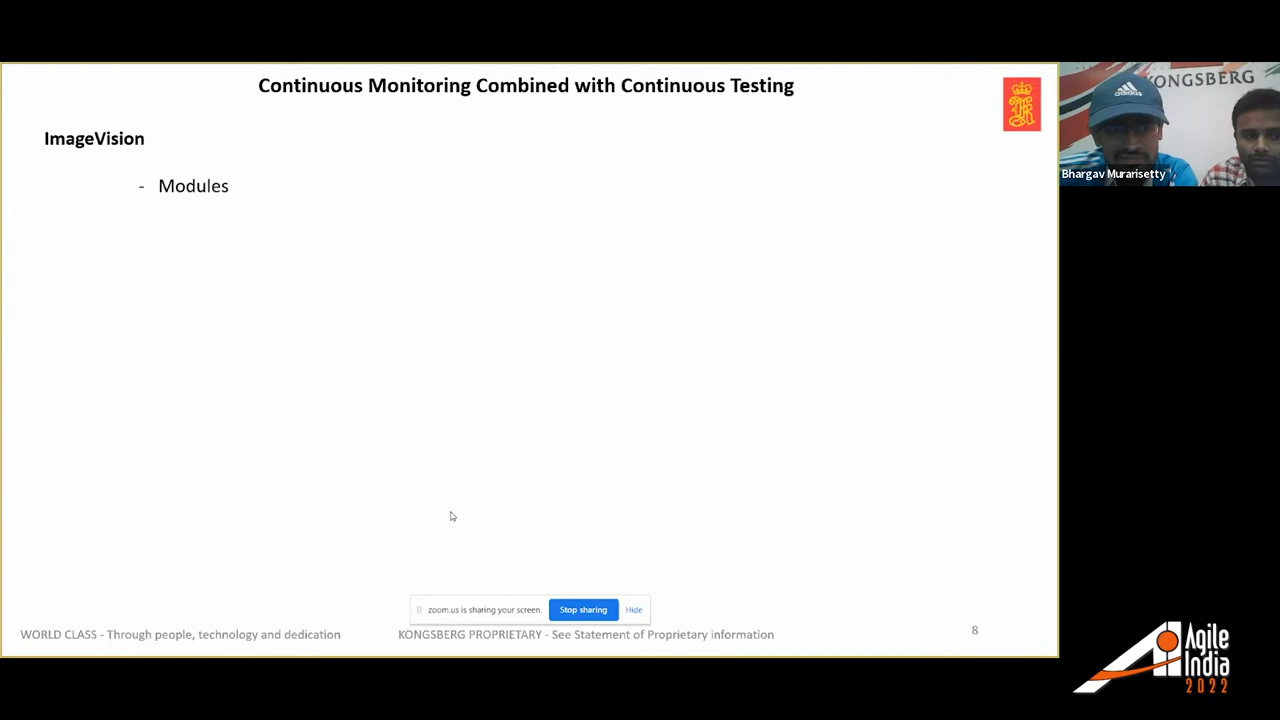 Continuous Monitoring Combined with Continuous Testing
ImageVision
- Modules
zoom.us is sharing your screen. Stop sharing Hide
WORLD CLASS - Through people, technology and dedication
KONGSBERG PROPRIETARY - See Statement of Proprietary information
8
KONGSBERG
adidas
Bhargav Murarisetty
Agile
India
2022